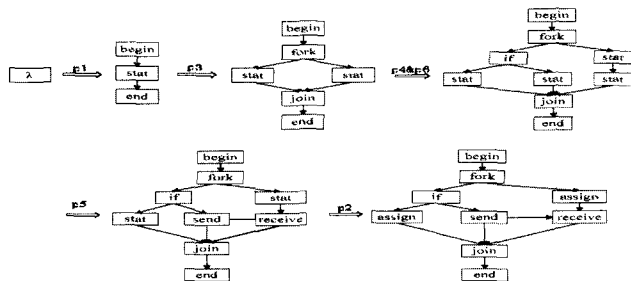 λ
p1
begin
stat
end
p3
begin
fork
stat stat
join
end
p4&p6
begin
fork
if stat
stat stat stat
join
end
p5
begin
fork
if stat
stat send receive
join
end
p2
begin
fork
if assign
assign send receive
join
end